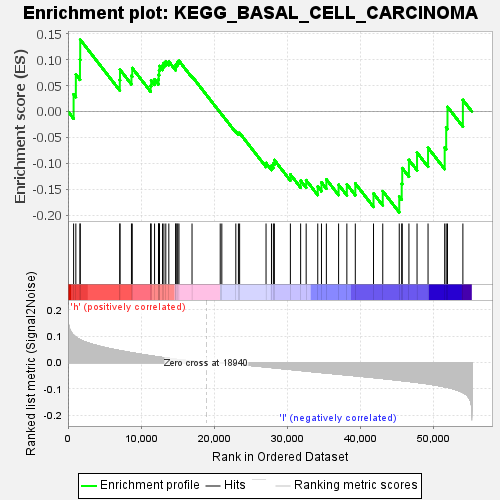 Enrichment plot: KEGG_BASAL_CELL_CARCINOMA
Enrichment score (ES)
0.15
0.10
0.05
0.00
-0.05
-0.10
-0.15
-0.20
'h' (positively correlated)
Ranked list metric (Signal2Noise)
0.2
0.1
0.0
-0.1
-0.2
Zero cross at 18940
'l' (negatively correlated)
0
10,000
20,000
30,000
40,000
50,000
Rank in Ordered Dataset
Enrichment profile
Hits
Ranking metric scores